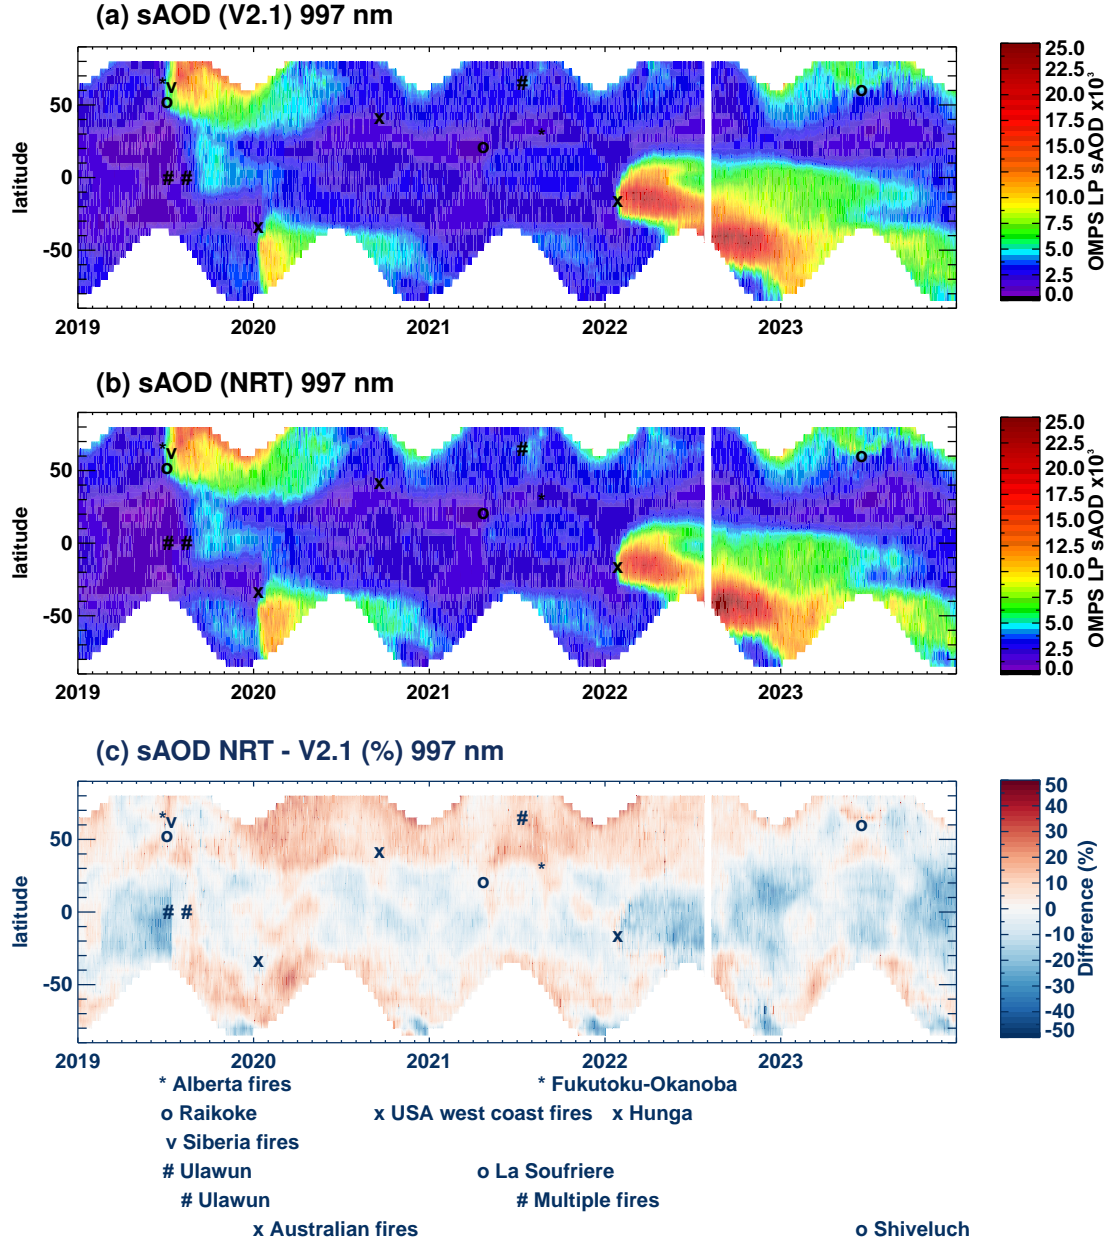 (a) sAOD (V2.1) 997 nm
latitude
50
0
-50
2019 2020 2021 2022 2023
25.0
22.5
20.0
17.5
15.0
12.5
10.0
7.5
5.0
2.5
0.0
OMPS LP sAOD x10³
* v o # # x x o # * x o
(b) sAOD (NRT) 997 nm
latitude
50
0
-50
2019 2020 2021 2022 2023
25.0
22.5
20.0
17.5
15.0
12.5
10.0
7.5
5.0
2.5
0.0
OMPS LP sAOD x10³
* v o # # x x o # * x o
(c) sAOD NRT - V2.1 (%) 997 nm
latitude
50
0
-50
2019 2020 2021 2022 2023
50
40
30
20
10
0
-10
-20
-30
-40
-50
Difference (%)
* v o # # x x o # * x o
* Alberta fires * Fukutoku-Okanoba
o Raikoke x USA west coast fires x Hunga
v Siberia fires
# Ulawun o La Soufriere
# Ulawun # Multiple fires
x Australian fires o Shiveluch